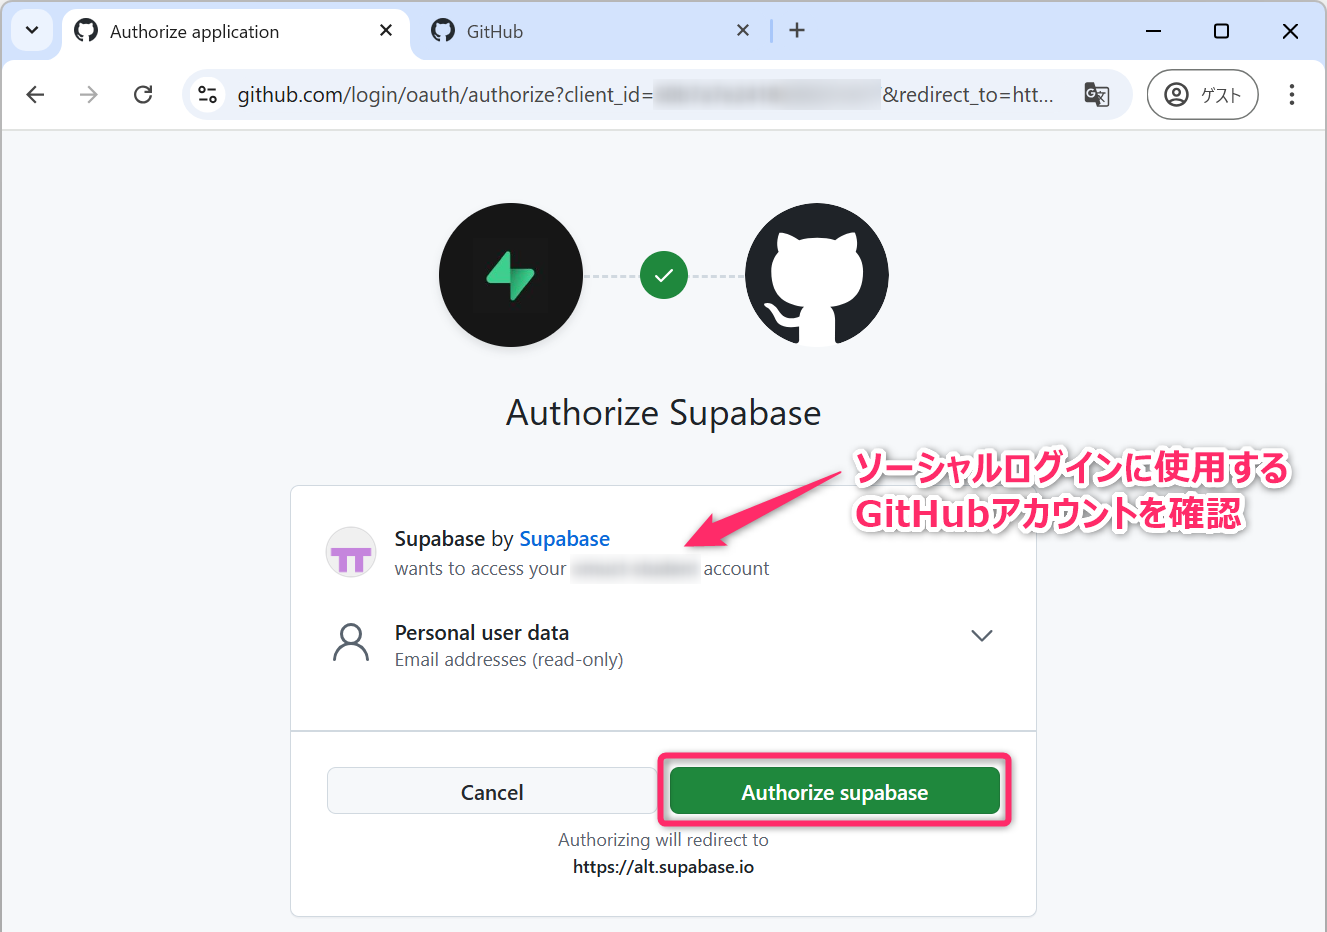 Authorize application
GitHub
github.com/login/oauth/authorize?client_id= &redirect_to=htt...
ゲスト
Authorize Supabase
ソーシャルログインに使用する
GitHubアカウントを確認
Supabase by Supabase
wants to access your account
Personal user data
Email addresses (read-only)
Cancel
Authorize supabase
Authorizing will redirect to
https://alt.supabase.io